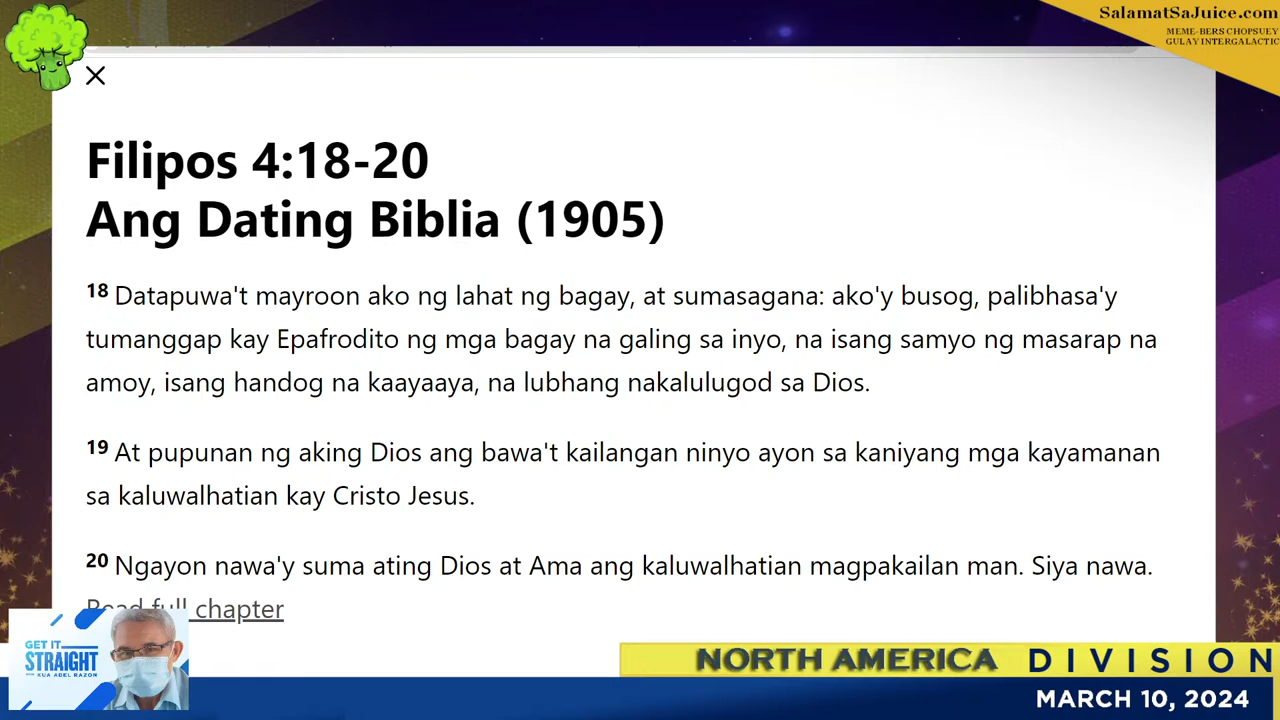 SalamatSaJuice.com
MEME-BERS CHOPSUEY
GULAY INTERGALACTIC
Filipos 4:18-20
Ang Dating Biblia (1905)
18 Datapuwa't mayroon ako ng lahat ng bagay, at sumasagana: ako'y busog, palibhasa'y
tumanggap kay Epafrodito ng mga bagay na galing sa inyo, na isang samyo ng masarap na
amoy, isang handog na kaayaaya, na lubhang nakalulugod sa Dios.
19 At pupunan ng aking Dios ang bawa't kailangan ninyo ayon sa kaniyang mga kayamanan
sa kaluwalhatian kay Cristo Jesus.
20 Ngayon nawa'y suma ating Dios at Ama ang kaluwalhatian magpakailan man. Siya nawa.
Read full chapter
GET IT
STRAIGHT
WITH KUA ADEL RAZON
NORTH AMERICA DIVISION
MARCH 10, 2024